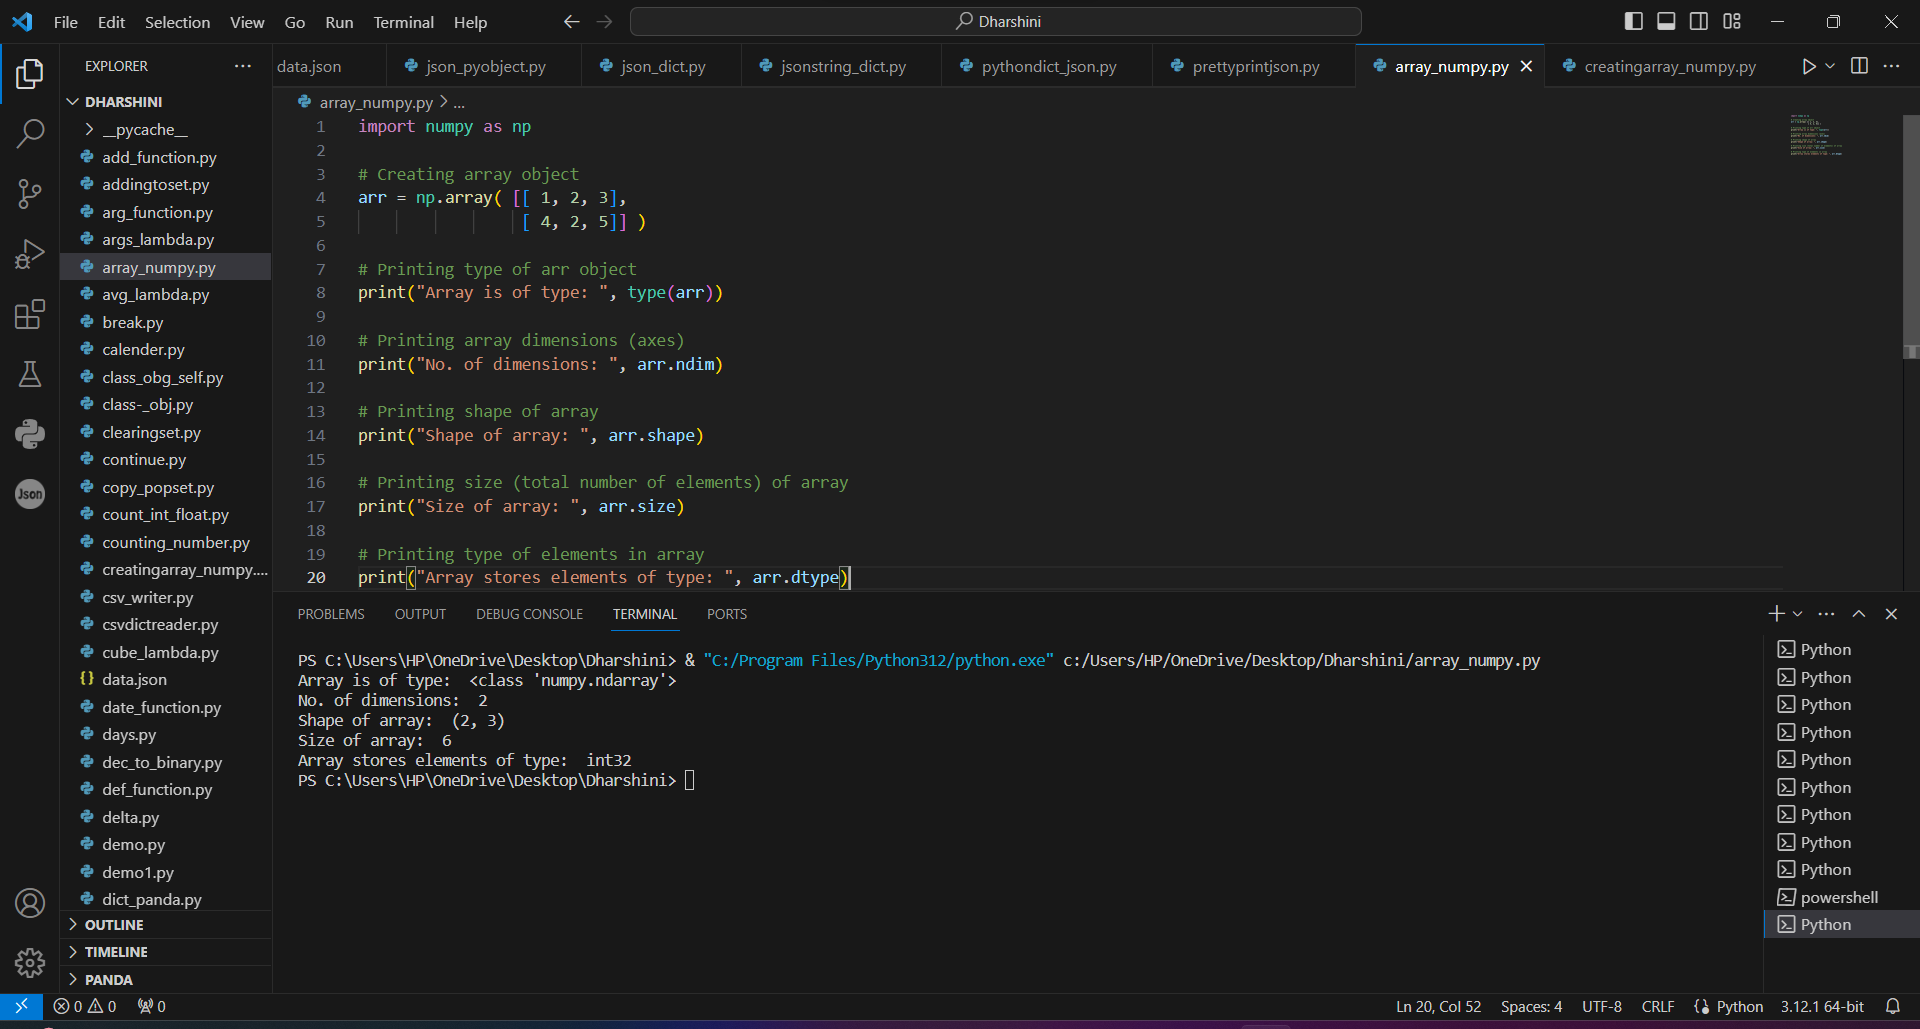 File Edit Selection View Go Run Terminal Help Dharshini
EXPLORER
data.json json_pyobject.py json_dict.py jsonstring_dict.py pythondict_json.py prettyprintjson.py array_numpy.py creatingarray_numpy.py
DHARSHINI
__pycache__
add_function.py
addingtoset.py
arg_function.py
args_lambda.py
array_numpy.py
avg_lambda.py
break.py
calender.py
class_obg_self.py
class-_obj.py
clearingset.py
continue.py
copy_popset.py
count_int_float.py
counting_number.py
creatingarray_numpy....
csv_writer.py
csvdictreader.py
cube_lambda.py
data.json
date_function.py
days.py
dec_to_binary.py
def_function.py
delta.py
demo.py
demo1.py
dict_panda.py
OUTLINE
TIMELINE
PANDA
Json
array_numpy.py > ...
1 import numpy as np
2
3 # Creating array object
4 arr = np.array( [[ 1, 2, 3],
5 [ 4, 2, 5]] )
6
7 # Printing type of arr object
8 print("Array is of type: ", type(arr))
9
10 # Printing array dimensions (axes)
11 print("No. of dimensions: ", arr.ndim)
12
13 # Printing shape of array
14 print("Shape of array: ", arr.shape)
15
16 # Printing size (total number of elements) of array
17 print("Size of array: ", arr.size)
18
19 # Printing type of elements in array
20 print("Array stores elements of type: ", arr.dtype)
PROBLEMS OUTPUT DEBUG CONSOLE TERMINAL PORTS
PS C:\Users\HP\OneDrive\Desktop\Dharshini> & "C:/Program Files/Python312/python.exe" c:/Users/HP/OneDrive/Desktop/Dharshini/array_numpy.py
Array is of type:  <class 'numpy.ndarray'>
No. of dimensions:  2
Shape of array:  (2, 3)
Size of array:  6
Array stores elements of type:  int32
PS C:\Users\HP\OneDrive\Desktop\Dharshini>
Python
Python
Python
Python
Python
Python
Python
Python
Python
powershell
Python
0 0 0 Ln 20, Col 52 Spaces: 4 UTF-8 CRLF Python 3.12.1 64-bit